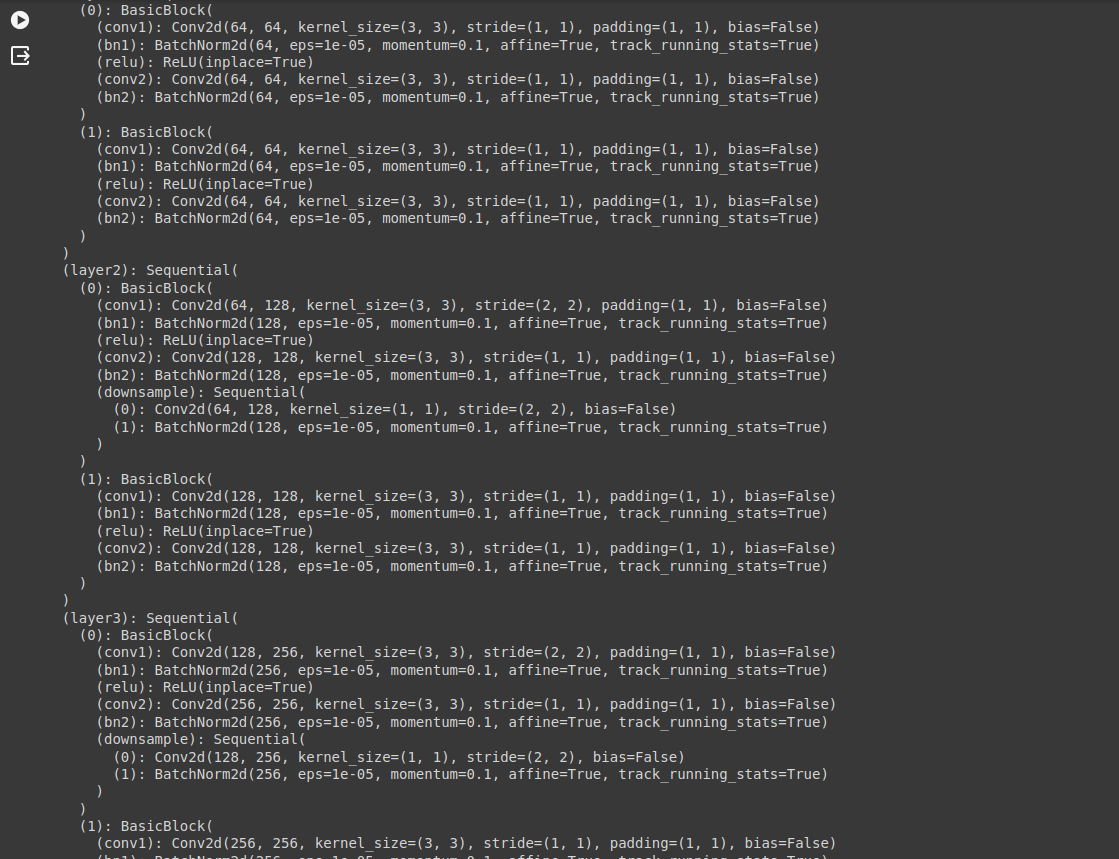 (0): BasicBlock(
(conv1): Conv2d(64, 64, kernel_size=(3, 3), stride=(1, 1), padding=(1, 1), bias=False)
(bn1): BatchNorm2d(64, eps=1e-05, momentum=0.1, affine=True, track_running_stats=True)
(relu): ReLU(inplace=True)
(conv2): Conv2d(64, 64, kernel_size=(3, 3), stride=(1, 1), padding=(1, 1), bias=False)
(bn2): BatchNorm2d(64, eps=1e-05, momentum=0.1, affine=True, track_running_stats=True)
)
(1): BasicBlock(
(conv1): Conv2d(64, 64, kernel_size=(3, 3), stride=(1, 1), padding=(1, 1), bias=False)
(bn1): BatchNorm2d(64, eps=1e-05, momentum=0.1, affine=True, track_running_stats=True)
(relu): ReLU(inplace=True)
(conv2): Conv2d(64, 64, kernel_size=(3, 3), stride=(1, 1), padding=(1, 1), bias=False)
(bn2): BatchNorm2d(64, eps=1e-05, momentum=0.1, affine=True, track_running_stats=True)
)
)
(layer2): Sequential(
(0): BasicBlock(
(conv1): Conv2d(64, 128, kernel_size=(3, 3), stride=(2, 2), padding=(1, 1), bias=False)
(bn1): BatchNorm2d(128, eps=1e-05, momentum=0.1, affine=True, track_running_stats=True)
(relu): ReLU(inplace=True)
(conv2): Conv2d(128, 128, kernel_size=(3, 3), stride=(1, 1), padding=(1, 1), bias=False)
(bn2): BatchNorm2d(128, eps=1e-05, momentum=0.1, affine=True, track_running_stats=True)
(downsample): Sequential(
(0): Conv2d(64, 128, kernel_size=(1, 1), stride=(2, 2), bias=False)
(1): BatchNorm2d(128, eps=1e-05, momentum=0.1, affine=True, track_running_stats=True)
)
)
(1): BasicBlock(
(conv1): Conv2d(128, 128, kernel_size=(3, 3), stride=(1, 1), padding=(1, 1), bias=False)
(bn1): BatchNorm2d(128, eps=1e-05, momentum=0.1, affine=True, track_running_stats=True)
(relu): ReLU(inplace=True)
(conv2): Conv2d(128, 128, kernel_size=(3, 3), stride=(1, 1), padding=(1, 1), bias=False)
(bn2): BatchNorm2d(128, eps=1e-05, momentum=0.1, affine=True, track_running_stats=True)
)
)
(layer3): Sequential(
(0): BasicBlock(
(conv1): Conv2d(128, 256, kernel_size=(3, 3), stride=(2, 2), padding=(1, 1), bias=False)
(bn1): BatchNorm2d(256, eps=1e-05, momentum=0.1, affine=True, track_running_stats=True)
(relu): ReLU(inplace=True)
(conv2): Conv2d(256, 256, kernel_size=(3, 3), stride=(1, 1), padding=(1, 1), bias=False)
(bn2): BatchNorm2d(256, eps=1e-05, momentum=0.1, affine=True, track_running_stats=True)
(downsample): Sequential(
(0): Conv2d(128, 256, kernel_size=(1, 1), stride=(2, 2), bias=False)
(1): BatchNorm2d(256, eps=1e-05, momentum=0.1, affine=True, track_running_stats=True)
)
)
(1): BasicBlock(
(conv1): Conv2d(256, 256, kernel_size=(3, 3), stride=(1, 1), padding=(1, 1), bias=False)